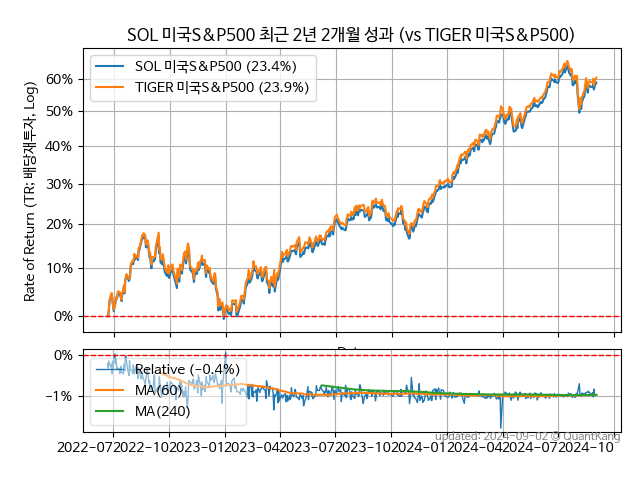 SOL 미국S&P500 최근 2년 2개월 성과 (vs TIGER 미국S&P500)
Rate of Return (TR: 배당재투자, Log)
SOL 미국S&P500 (23.4%)
TIGER 미국S&P500 (23.9%)
60%
50%
40%
30%
20%
10%
0%
0%
-1%
Relative (-0.4%)
MA(60)
MA(240)
updated: 2024-09-02 © QuantKang
2022-07 2022-10 2023-01 2023-04 2023-07 2023-10 2024-01 2024-04 2024-07 2024-10